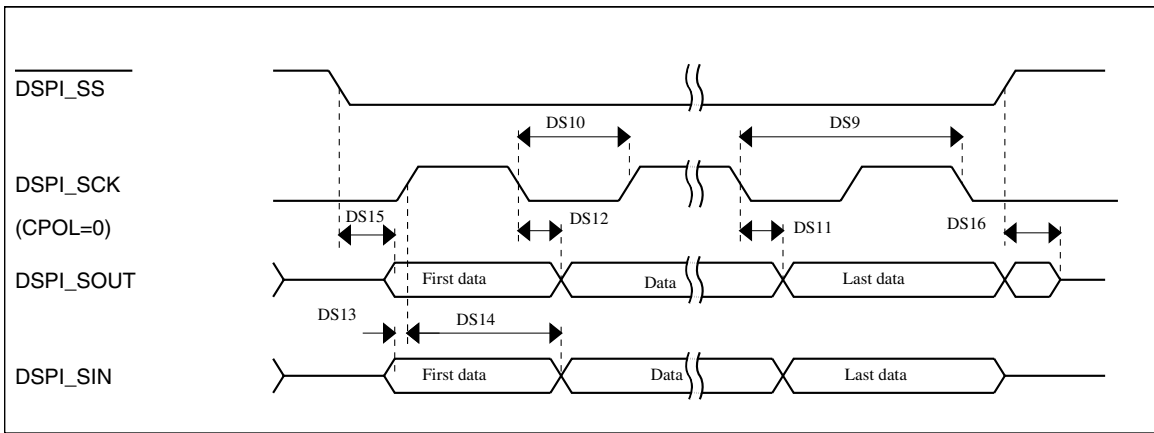 DSPI_SS
DS10
DS9
DSPI_SCK
(CPOL=0)
DS15
DS12
DS11
DS16
DSPI_SOUT
First data
Data
Last data
DS13
DS14
DSPI_SIN
First data
Data
Last data